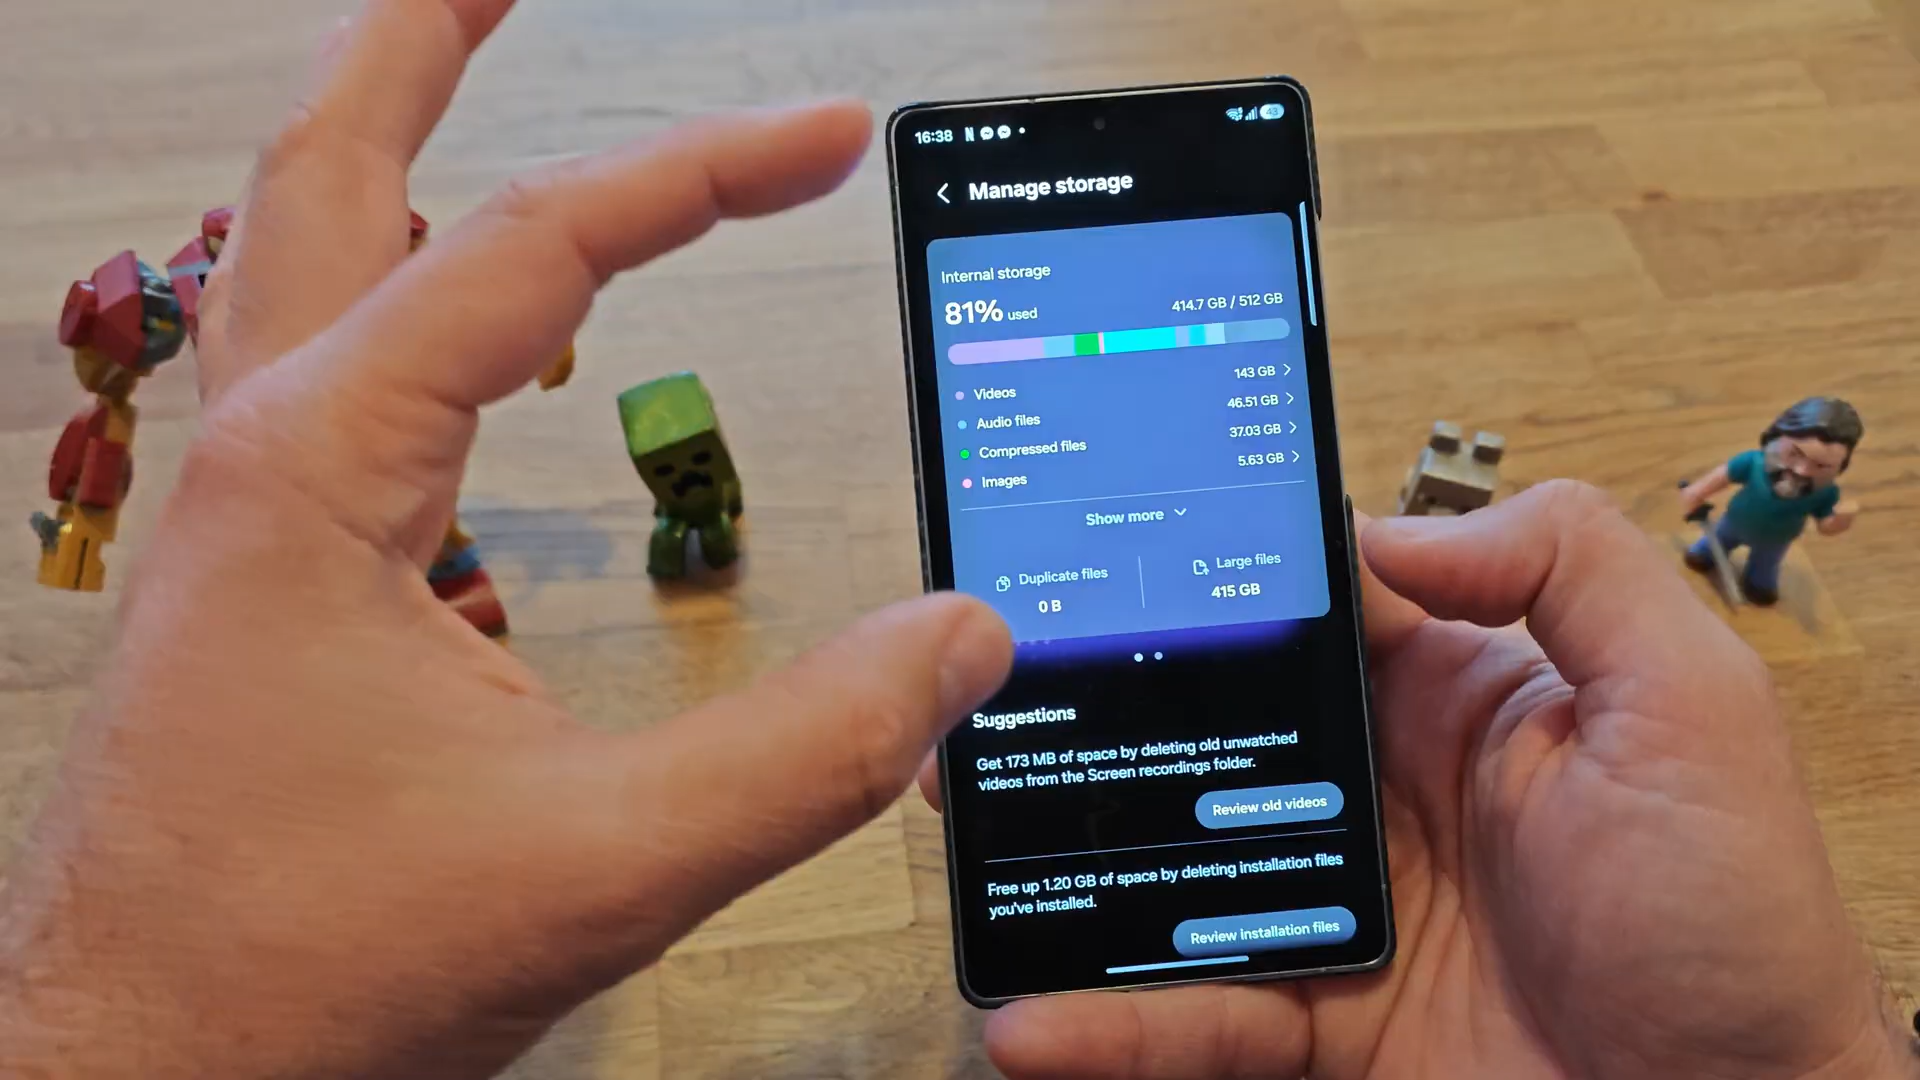 16:38 N
43
Manage storage
Internal storage
81% used
414.7 GB / 512 GB
Videos
143 GB
Audio files
46.51 GB
Compressed files
37.03 GB
Images
5.63 GB
Show more
Duplicate files
0 B
Large files
415 GB
Suggestions
Get 173 MB of space by deleting old unwatched
videos from the Screen recordings folder.
Review old videos
Free up 1.20 GB of space by deleting installation files
you've installed.
Review installation files